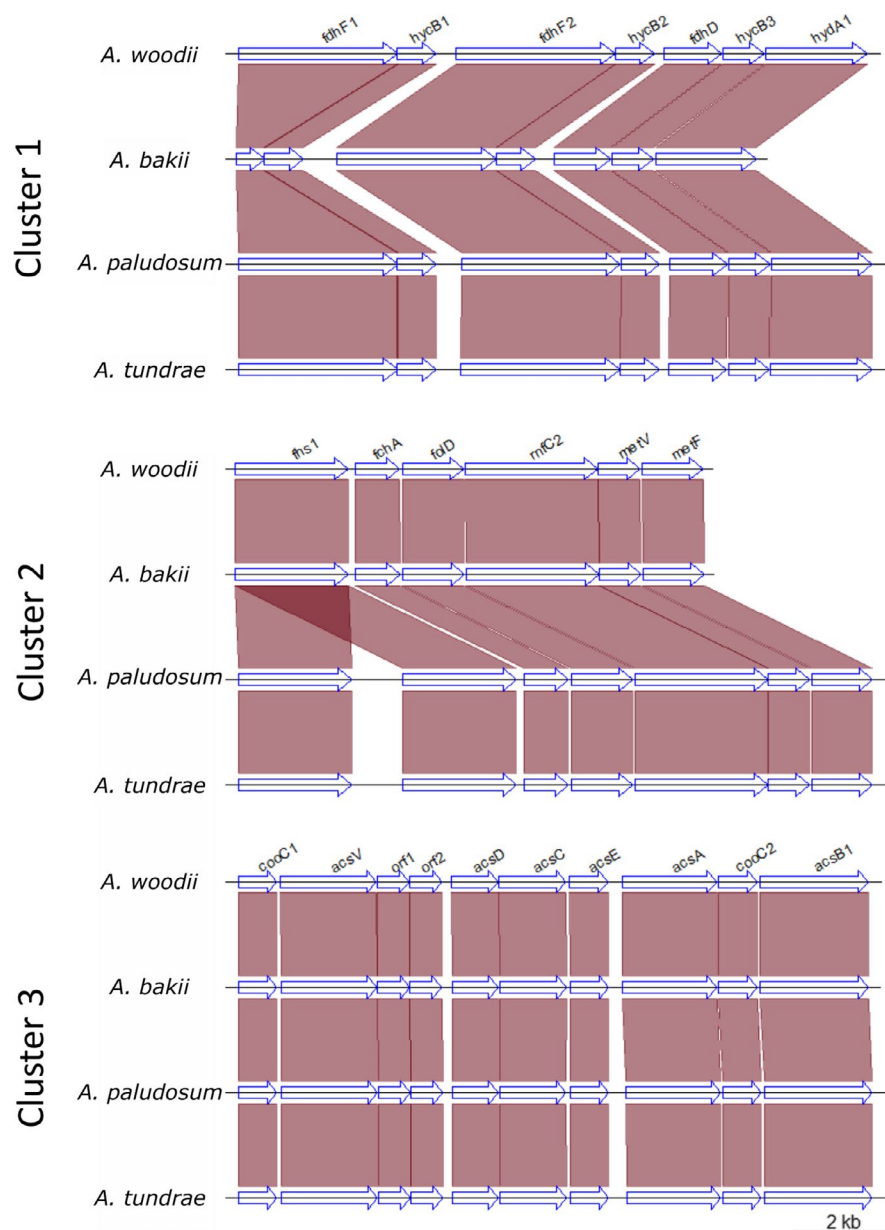 Cluster 1
fdhF1 hycB1 fdhF2 hycB2 fdhD hycB3 hydA1
A. woodii
A. bakii
A. paludosum
A. tundrae
Cluster 2
fhs1 fchA folD rnfC2 metV metF
A. woodii
A. bakii
A. paludosum
A. tundrae
Cluster 3
cooC1 acsV orf1 orf2 acsD acsC acsE acsA cooC2 acsB1
A. woodii
A. bakii
A. paludosum
A. tundrae
2 kb